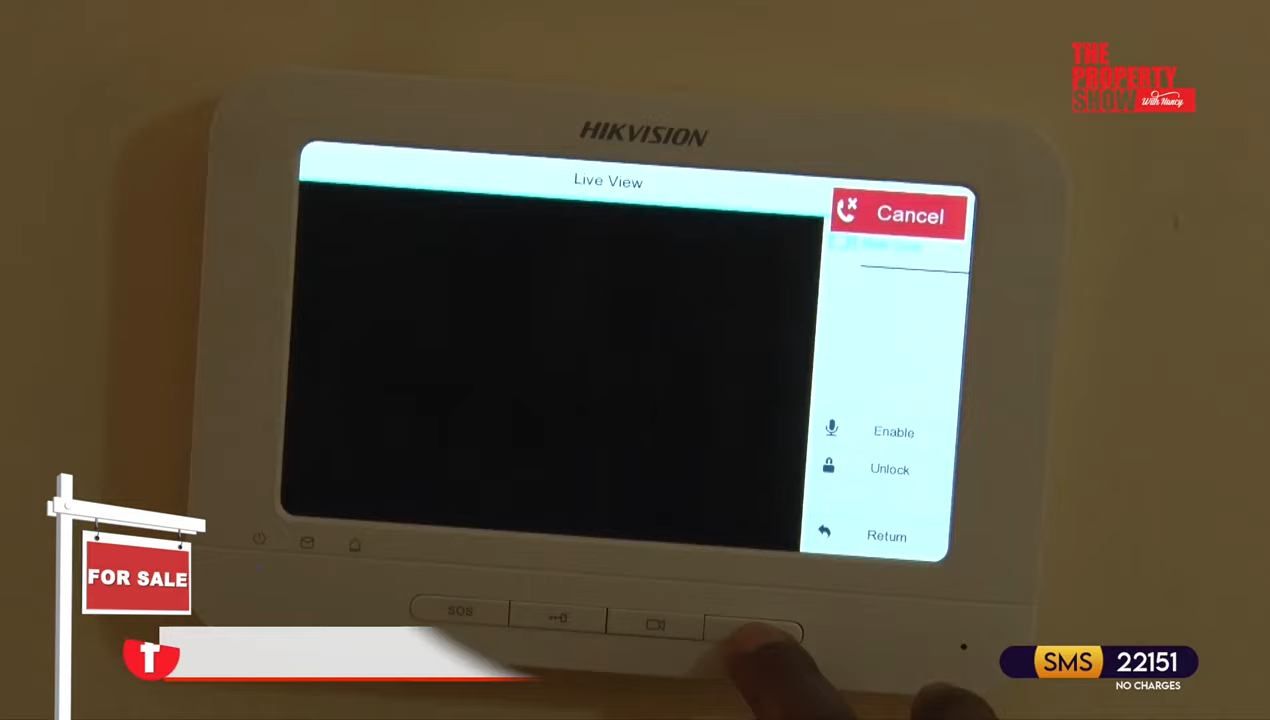 THE
PROPERTY
SHOW With Nancy
HIKVISION
Live View
Cancel
Enable
Unlock
Return
SOS
FOR SALE
T
SMS 22151
NO CHARGES